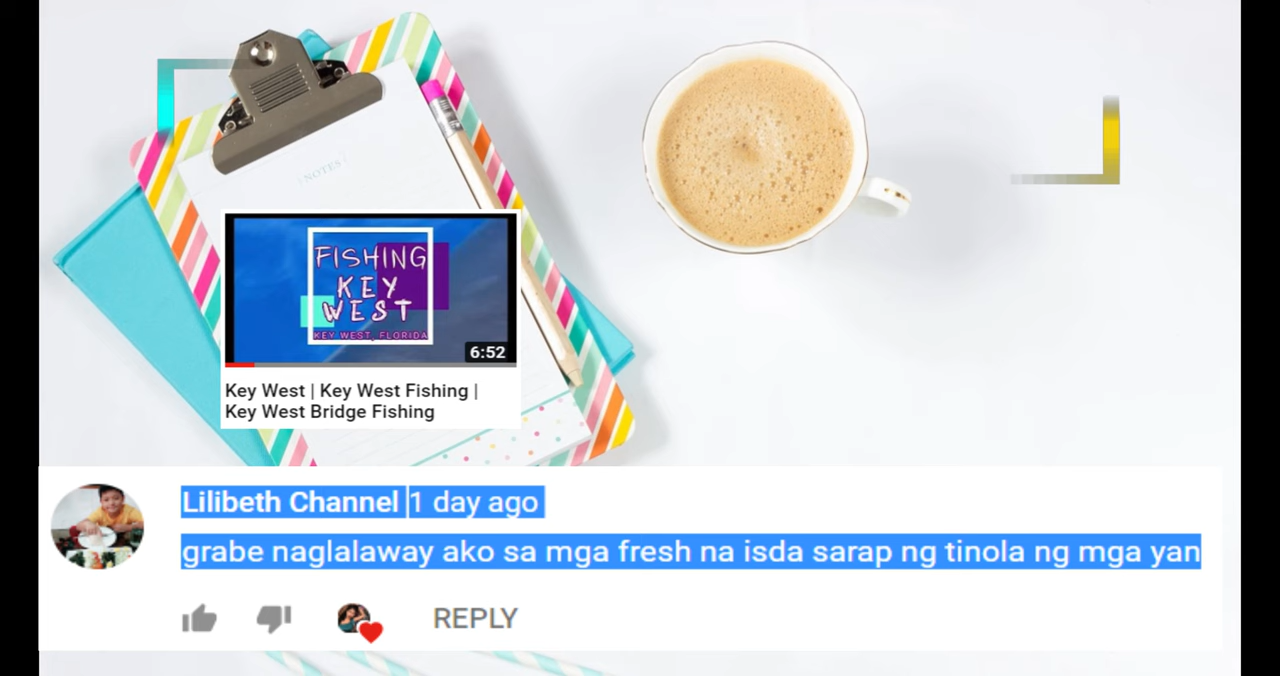 NOTES
FISHING
KEY
WEST
KEY WEST, FLORIDA
6:52
Key West | Key West Fishing |
Key West Bridge Fishing
Lilibeth Channel 1 day ago
grabe naglalaway ako sa mga fresh na isda sarap ng tinola ng mga yan
REPLY